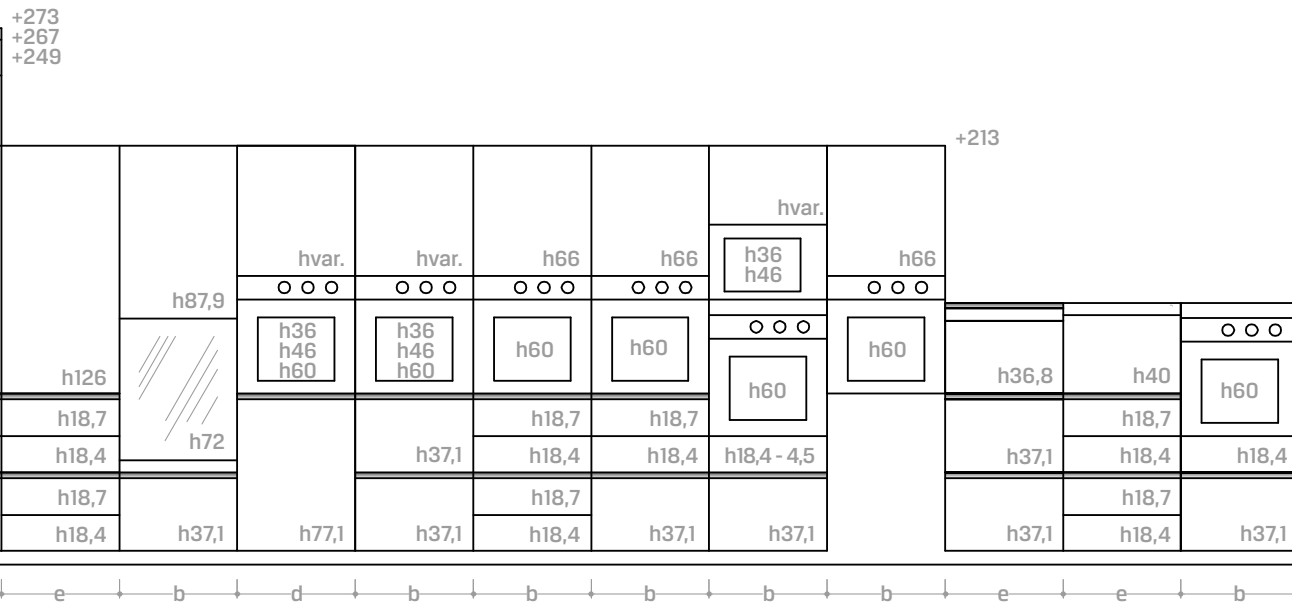 +273
+267
+249
+213
hvar.
hvar. hvar. h66 h66 h36 h66
h46
h87,9
h36 h36
h46 h46 h60 h60 h60
h60 h60
h126 h36,8 h40
h60 h60
h18,7 h18,7 h18,7 h18,7
h72
h18,4 h37,1 h18,4 h18,4 h18,4 - 4,5 h37,1 h18,4 h18,4
h18,7 h18,7 h18,7
h18,4 h37,1 h77,1 h37,1 h18,4 h37,1 h37,1 h37,1 h18,4 h37,1
e b d b b b b b e e b